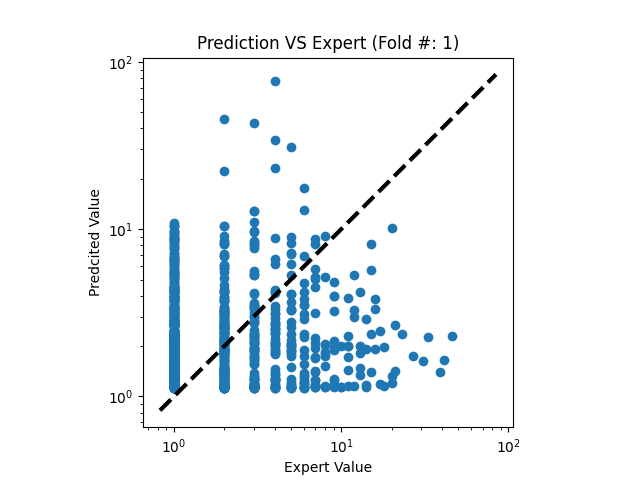 Prediction VS Expert (Fold #: 1)
10²
10¹
10⁰
Predcited Value
10⁰
10¹
10²
Expert Value